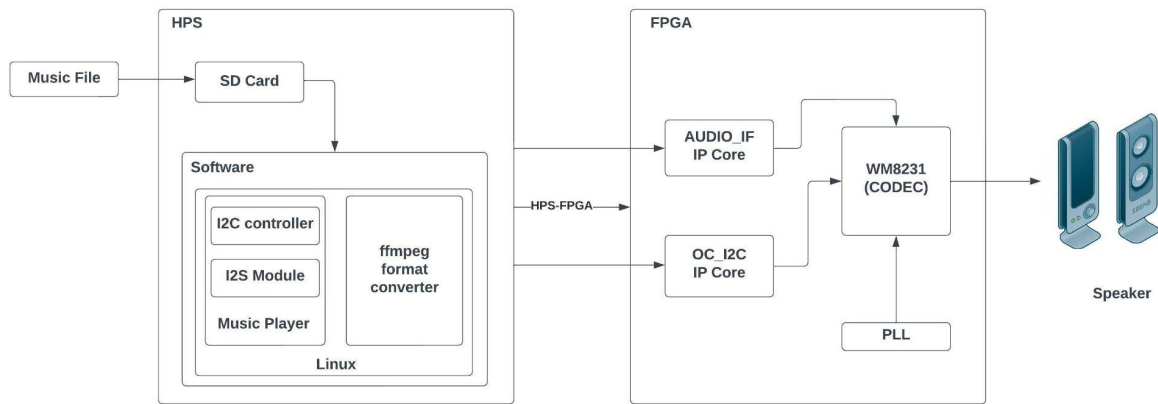 HPS
Music File
SD Card
Software
I2C controller
I2S Module
Music Player
ffmpeg
format
converter
Linux
HPS-FPGA
FPGA
AUDIO_IF
IP Core
OC_I2C
IP Core
WM8231
(CODEC)
PLL
Speaker